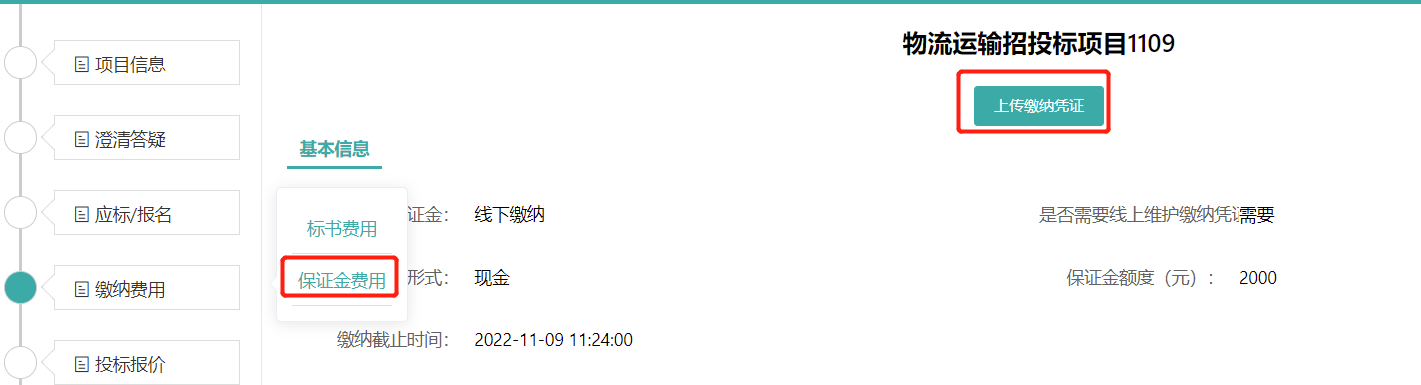 物流运输招投标项目1109
上传缴纳凭证
项目信息
澄清答疑
应标/报名
缴纳费用
投标报价
基本信息
标书费用
保证金费用
证金： 线下缴纳 是否需要线上维护缴纳凭证 需要
形式： 现金 保证金额度（元）： 2000
缴纳截止时间： 2022-11-09 11:24:00